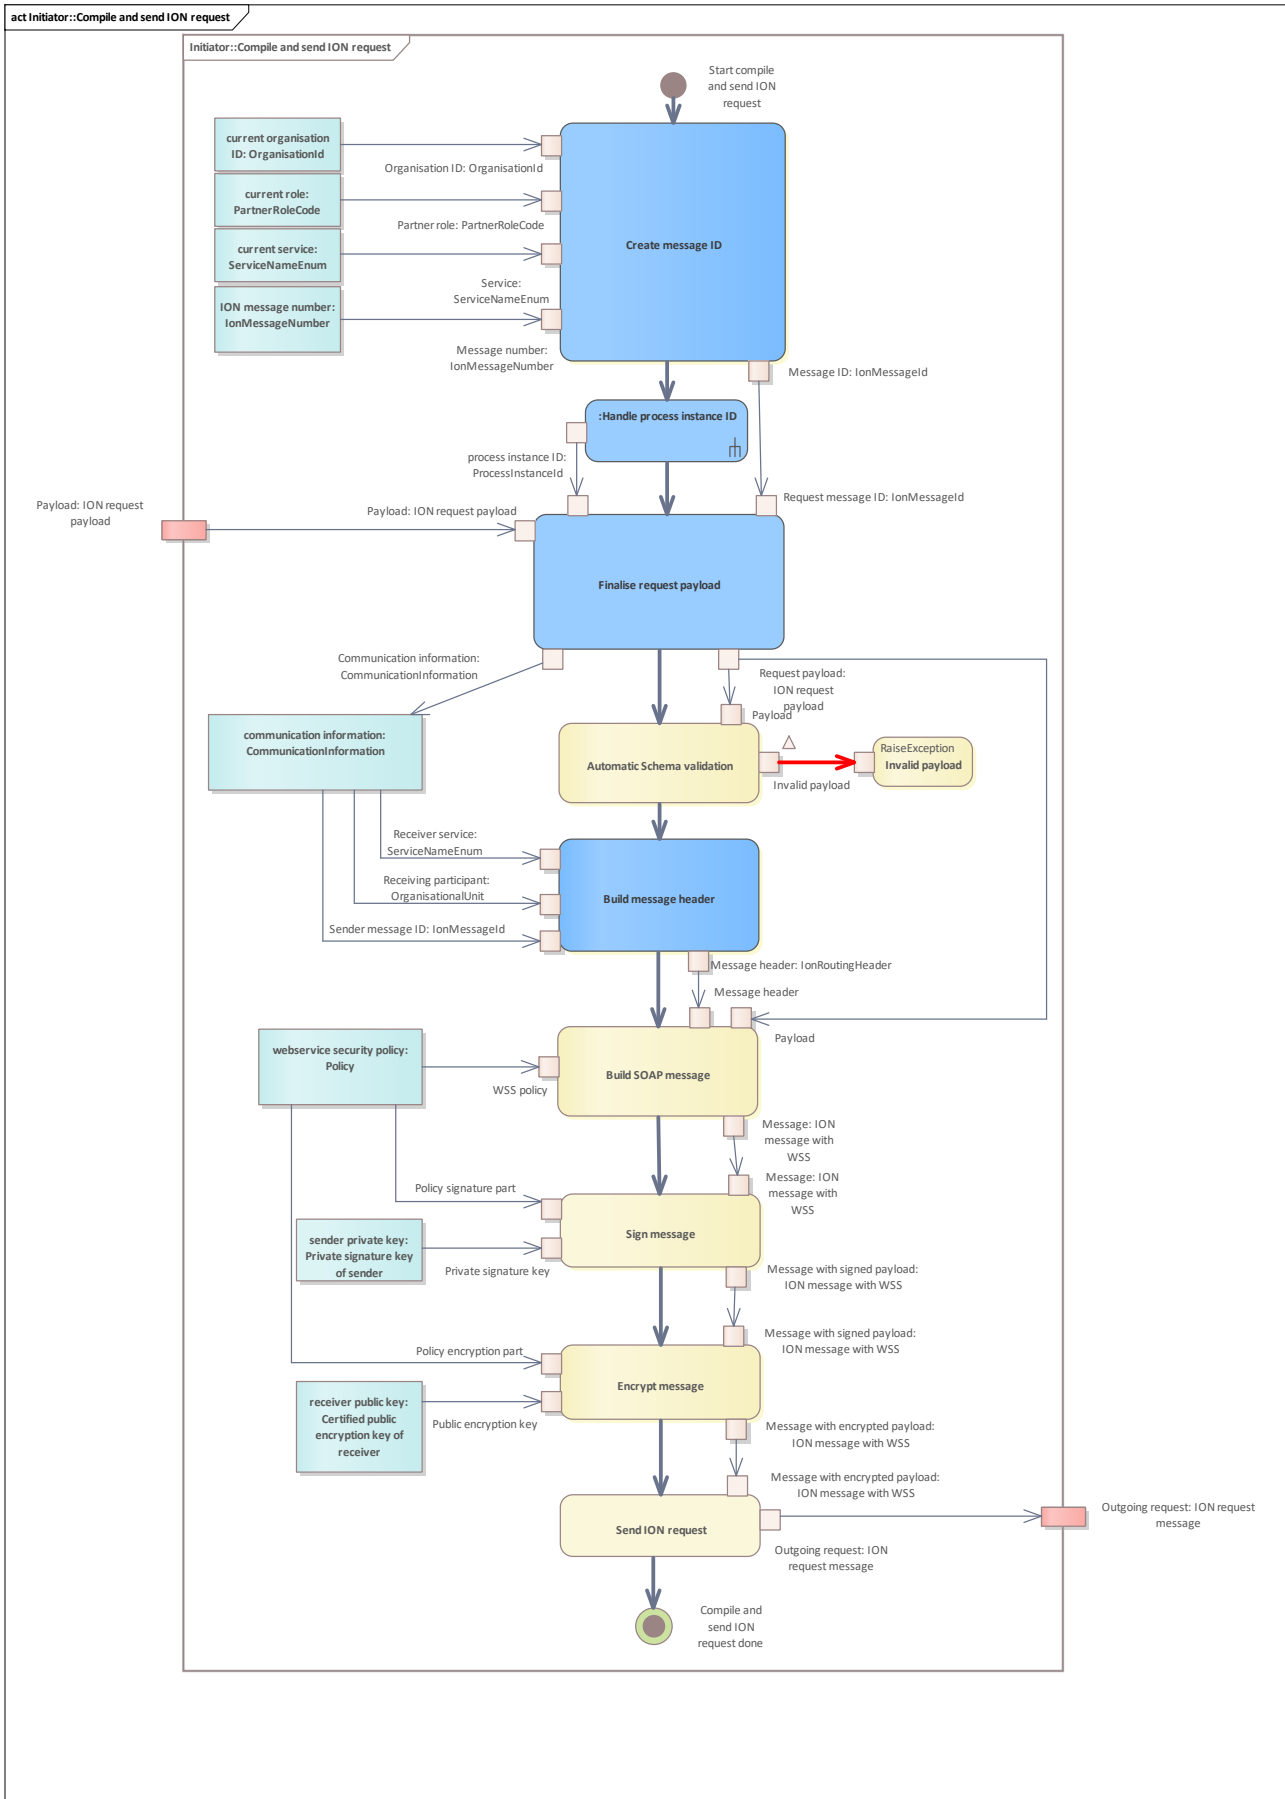 act Initiator::Compile and send ION request
Initiator::Compile and send ION request
Start compile
and send ION
request
current organisation
ID: OrganisationId
Organisation ID: OrganisationId
current role:
PartnerRoleCode
Partner role: PartnerRoleCode
current service:
ServiceNameEnum
Create message ID
Service:
ServiceNameEnum
ION message number:
IonMessageNumber
Message number:
IonMessageNumber
Message ID: IonMessageId
:Handle process instance ID
process instance ID:
ProcessInstanceId
Request message ID: IonMessageId
Payload: ION request
payload
Payload: ION request payload
Finalise request payload
Communication information:
CommunicationInformation
Request payload:
ION request
payload
Payload
communication information:
CommunicationInformation
Automatic Schema validation
RaiseException
Invalid payload
Invalid payload
Receiver service:
ServiceNameEnum
Receiving participant:
OrganisationalUnit
Build message header
Sender message ID: IonMessageId
Message header: IonRoutingHeader
Message header
Payload
webservice security policy:
Policy
WSS policy
Build SOAP message
Message: ION
message with
WSS
Message: ION
message with
WSS
Policy signature part
sender private key:
Private signature key
of sender
Private signature key
Sign message
Message with signed payload:
ION message with WSS
Message with signed payload:
ION message with WSS
Policy encryption part
Encrypt message
receiver public key:
Certified public
encryption key of
receiver
Public encryption key
Message with encrypted payload:
ION message with WSS
Message with encrypted payload:
ION message with WSS
Send ION request
Outgoing request: ION request
message
Outgoing request: ION
request message
Compile and
send ION
request done